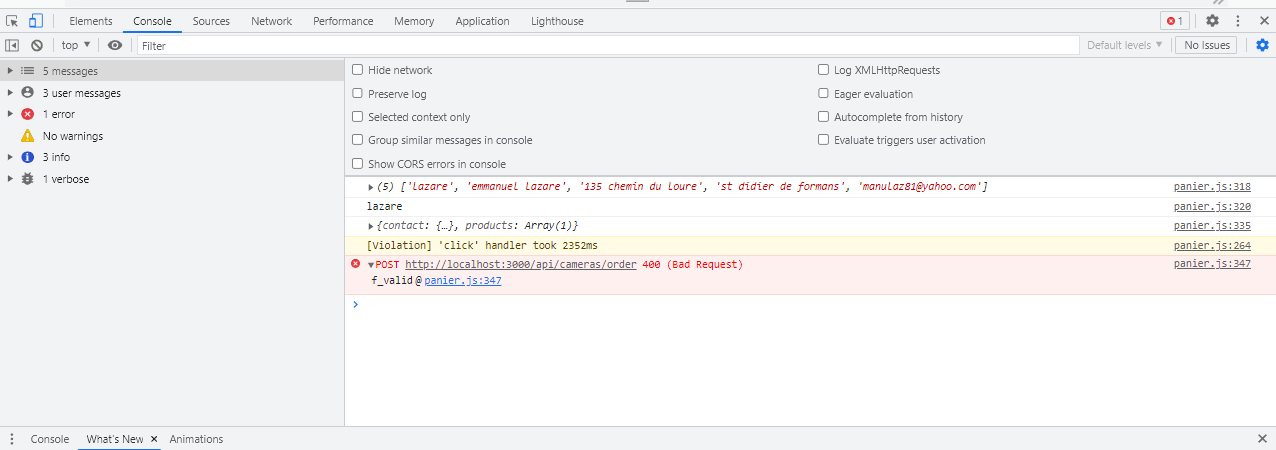 Elements Console Sources Network Performance Memory Application Lighthouse 1
top Filter Default levels No Issues
5 messages
3 user messages
1 error
No warnings
3 info
1 verbose
Hide network Log XMLHttpRequests
Preserve log Eager evaluation
Selected context only Autocomplete from history
Group similar messages in console Evaluate triggers user activation
Show CORS errors in console
(5) ['lazare', 'emmanuel lazare', '135 chemin du loure', 'st didier de formans', 'manulaz81@yahoo.com'] panier.js:318
lazare panier.js:320
{contact: {…}, products: Array(1)} panier.js:335
[Violation] 'click' handler took 2352ms panier.js:264
POST http://localhost:3000/api/cameras/order 400 (Bad Request) panier.js:347
f_valid @ panier.js:347
Console What's New Animations